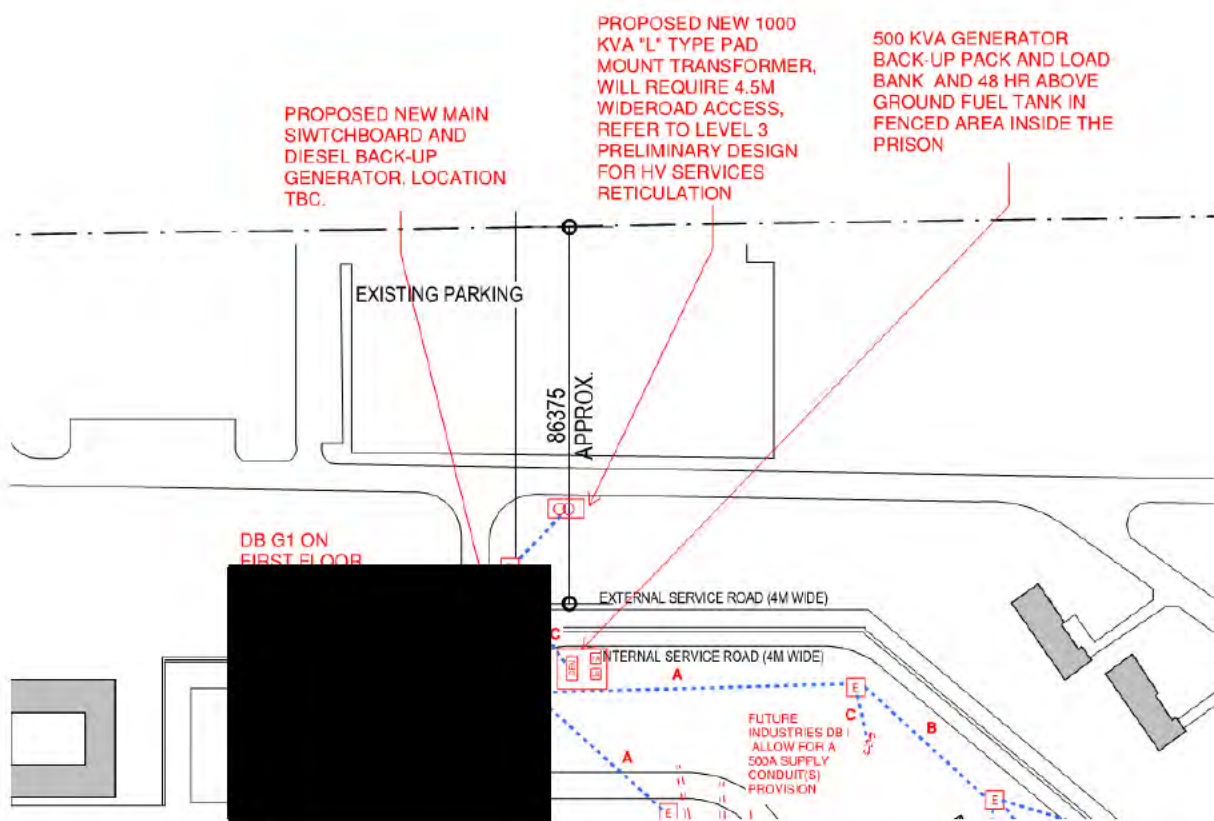 PROPOSED NEW 1000
KVA "L" TYPE PAD
MOUNT TRANSFORMER,
WILL REQUIRE 4.5M
WIDEROAD ACCESS,
REFER TO LEVEL 3
PRELIMINARY DESIGN
FOR HV SERVICES
RETICULATION
500 KVA GENERATOR
BACK-UP PACK AND LOAD
BANK AND 48 HR ABOVE
GROUND FUEL TANK IN
FENCED AREA INSIDE THE
PRISON
PROPOSED NEW MAIN
SIWTCHBOARD AND
DIESEL BACK-UP
GENERATOR. LOCATION
TBC.
EXISTING PARKING
86375
APPROX.
DB G1 ON
FIRST FLOOR
EXTERNAL SERVICE ROAD (4M WIDE)
C
INTERNAL SERVICE ROAD (4M WIDE)
GEN
A
E
C
B
FUTURE
INDUSTRIES DB
ALLOW FOR A
500A SUPPLY
CONDUIT(S)
PROVISION
A
E
E